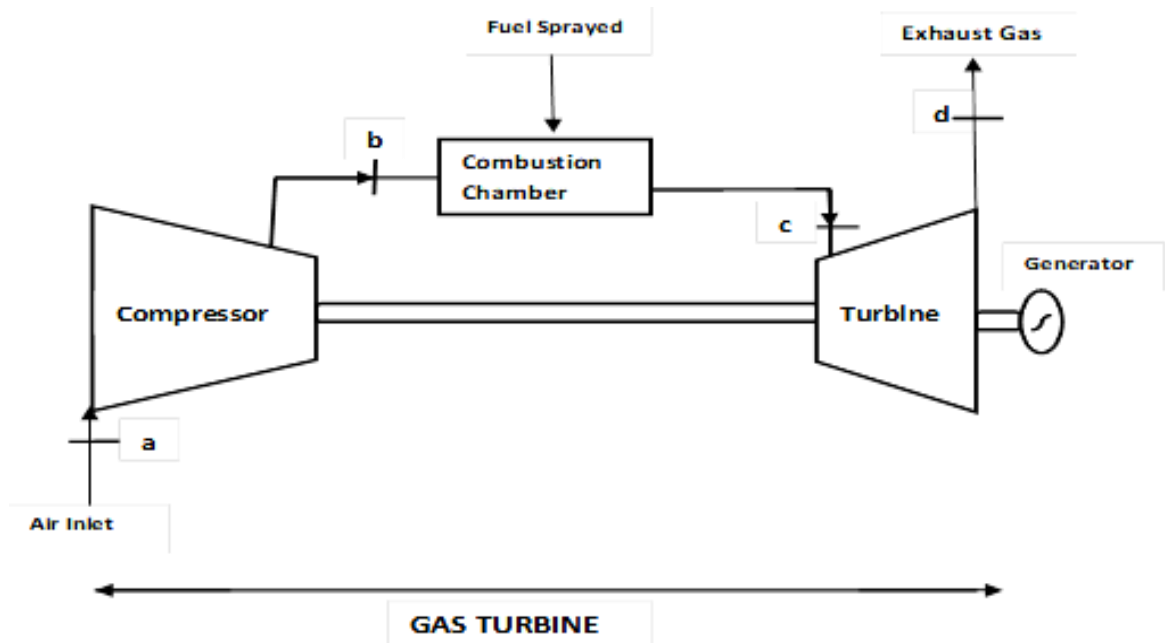 Fuel Sprayed
Exhaust Gas
d
b
Combustion
Chamber
c
Generator
Compressor
Turbine
a
Air Inlet
GAS TURBINE